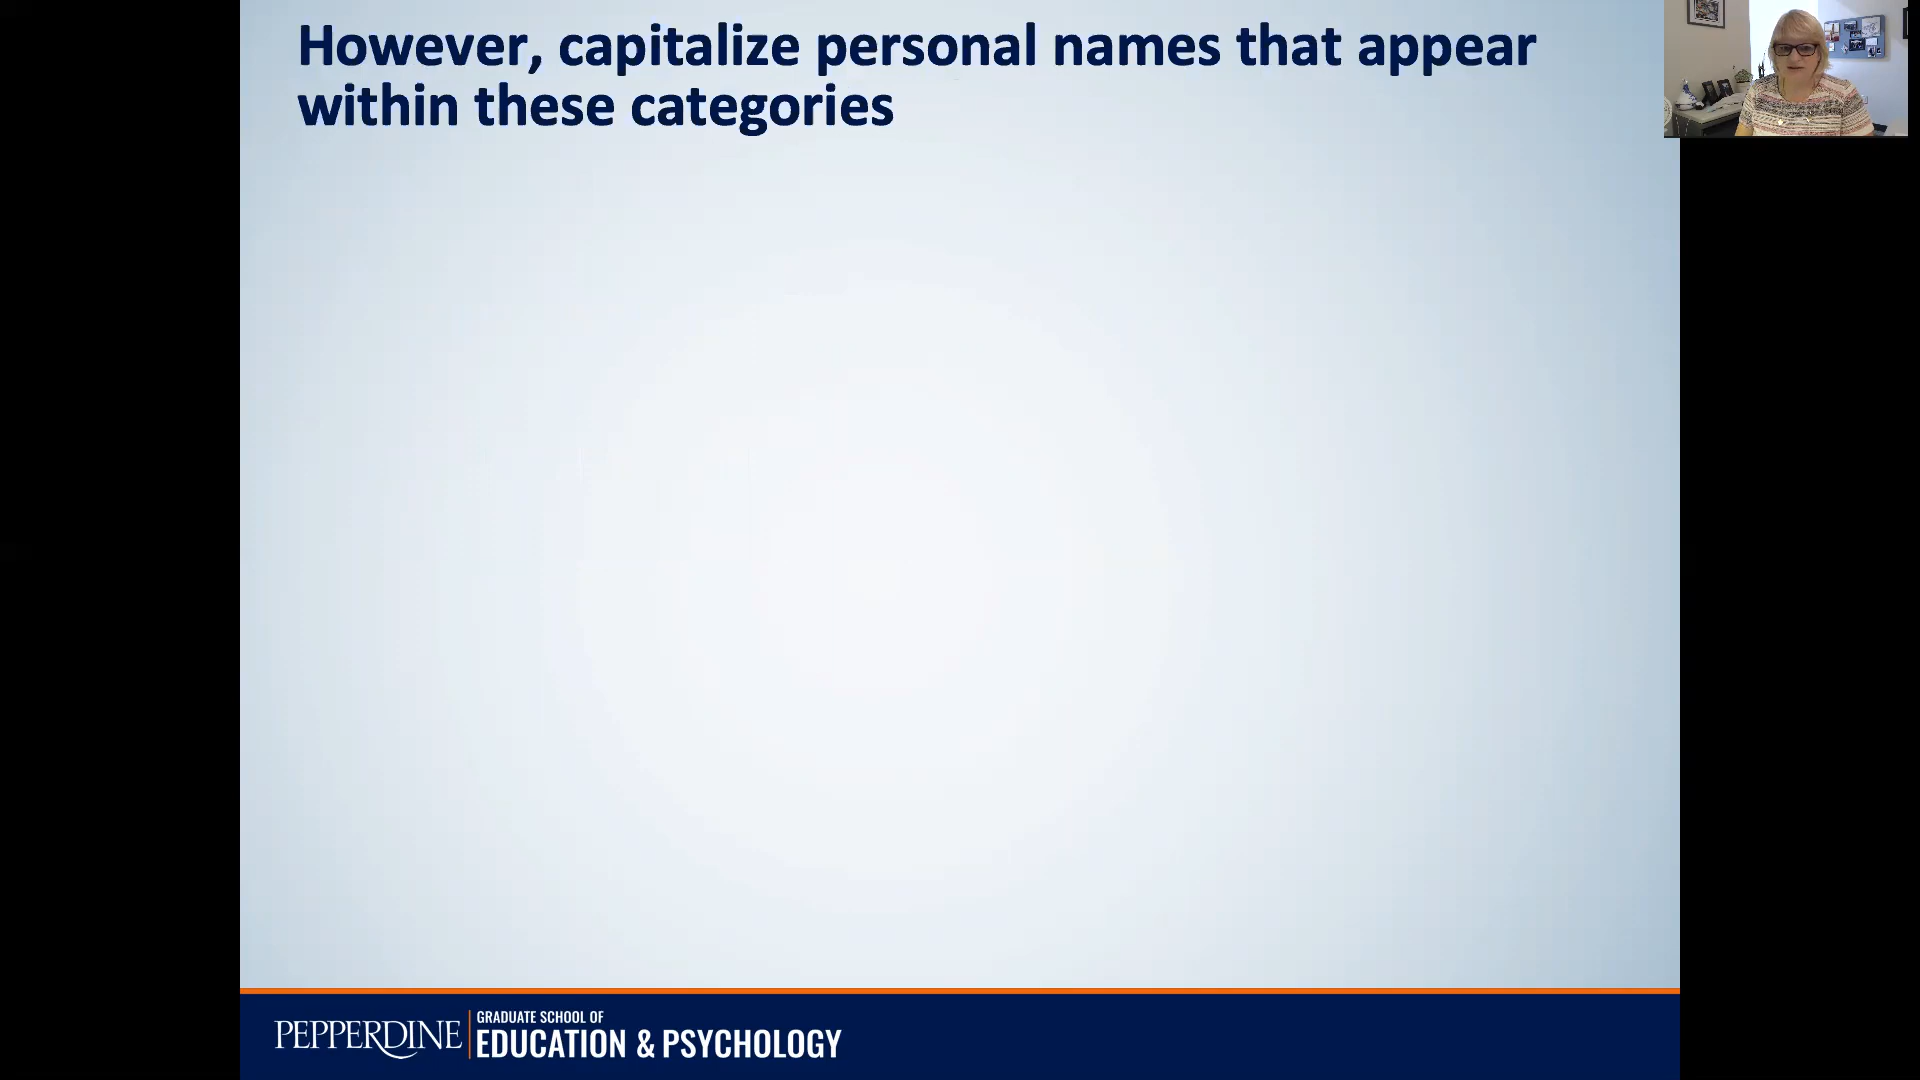 However, capitalize personal names that appear
within these categories
PEPPERDINE
GRADUATE SCHOOL OF
EDUCATION & PSYCHOLOGY